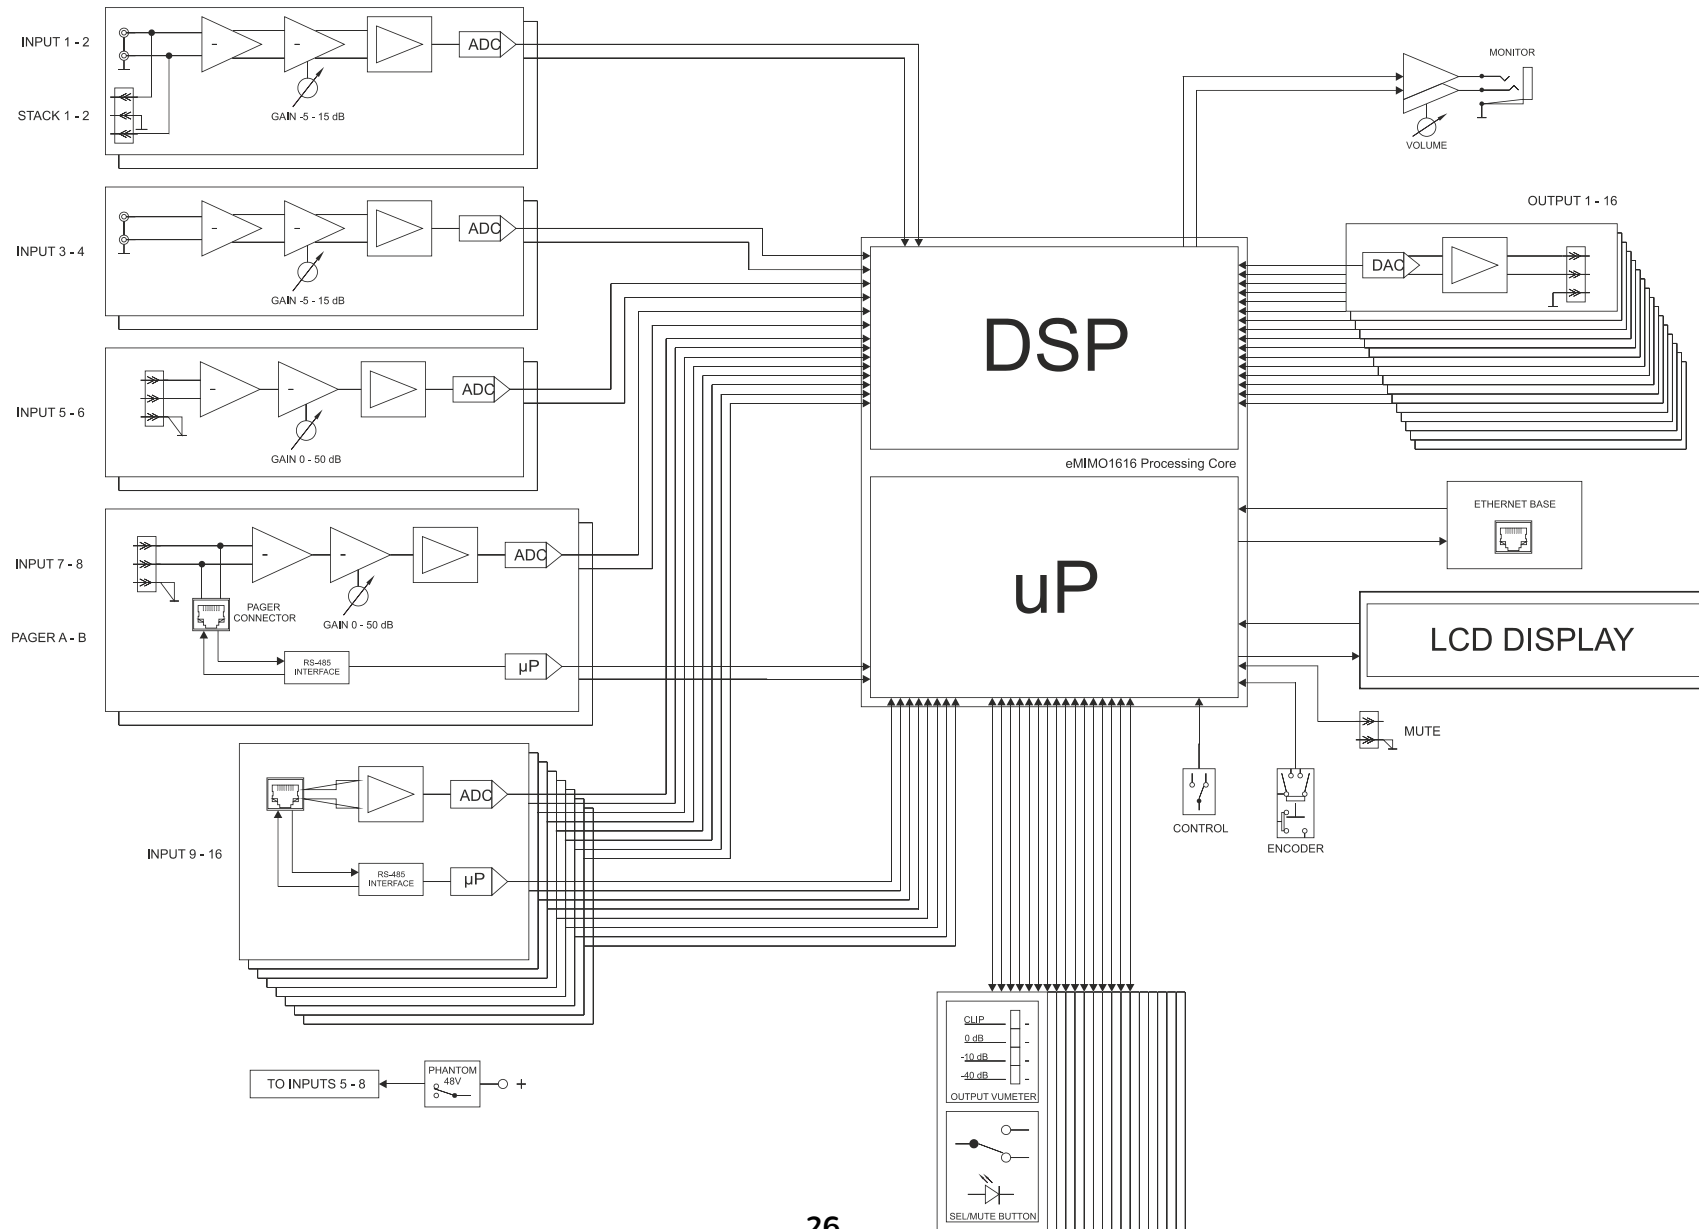 INPUT 1 - 2
STACK 1 - 2
ADC
GAIN -5 - 15 dB
MONITOR
VOLUME
INPUT 3 - 4
ADC
GAIN -5 - 15 dB
OUTPUT 1 - 16
DAC
DSP
eMIMO1616 Processing Core
INPUT 5 - 6
ADC
GAIN 0 - 50 dB
INPUT 7 - 8
PAGER A - B
PAGER
CONNECTOR
GAIN 0 - 50 dB
ADC
RS-485
INTERFACE
µP
uP
ETHERNET BASE
LCD DISPLAY
MUTE
CONTROL
ENCODER
INPUT 9 - 16
ADC
RS-485
INTERFACE
µP
TO INPUTS 5 - 8
PHANTOM
48V
+
CLIP
0 dB
-10 dB
-40 dB
OUTPUT VUMETER
SEL/MUTE BUTTON
26